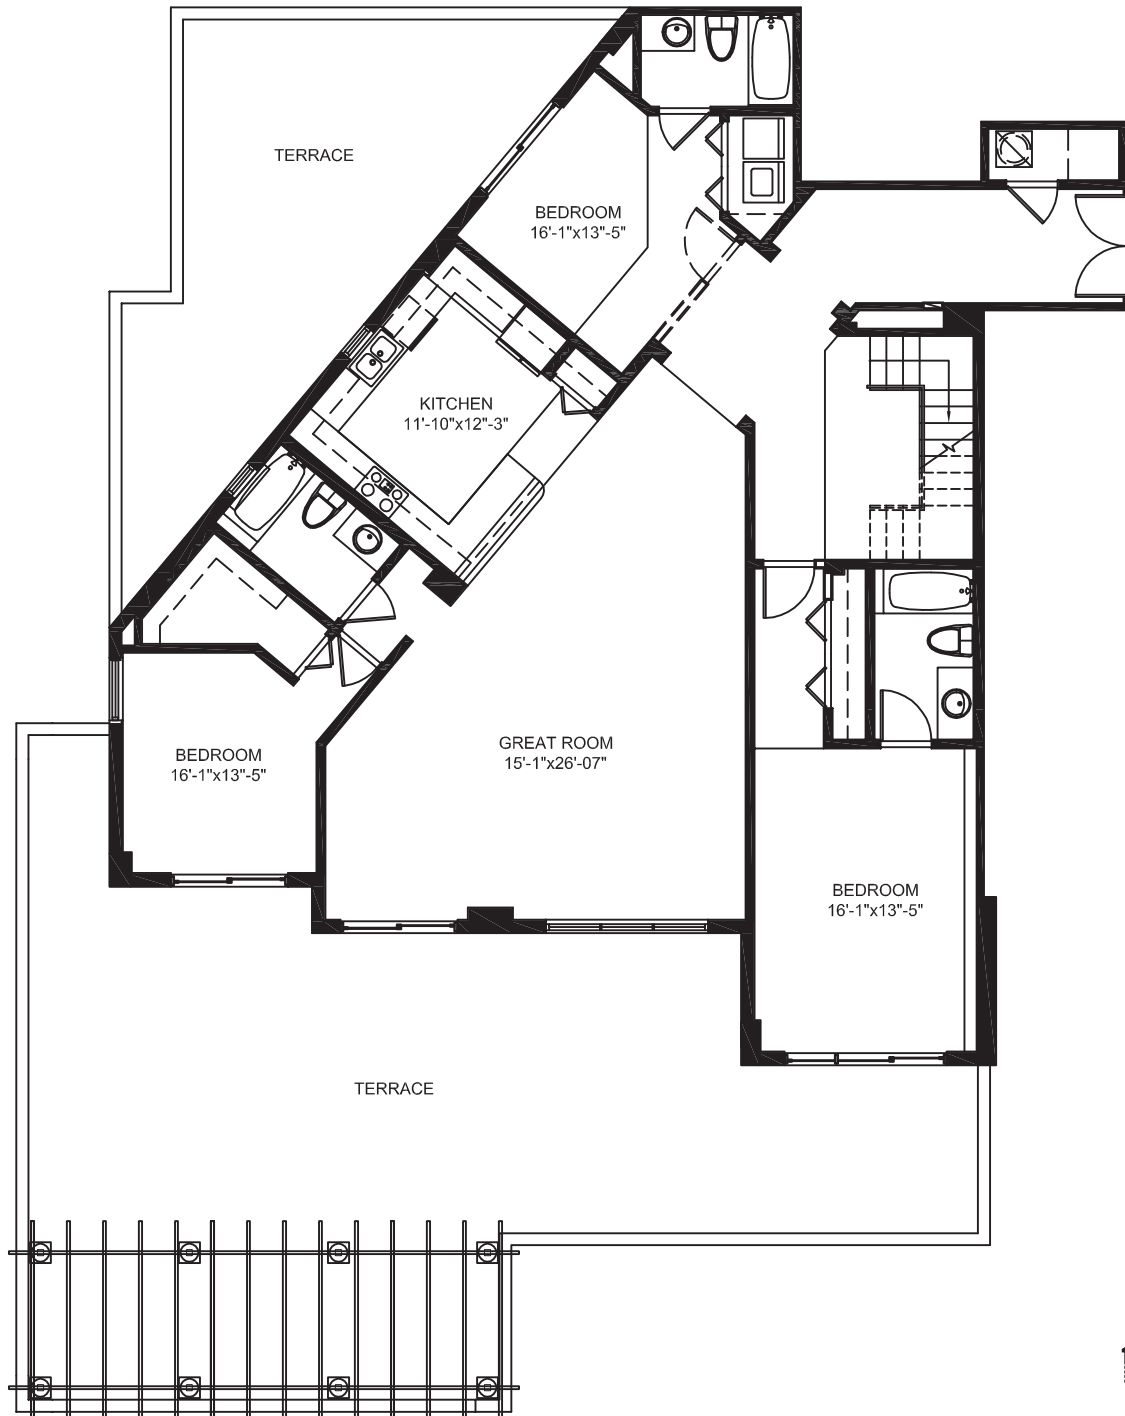 TERRACE
BEDROOM
16'-1"x13"-5"
KITCHEN
11'-10"x12"-3"
GREAT ROOM
15'-1"x26'-07"
BEDROOM
16'-1"x13"-5"
BEDROOM
16'-1"x13"-5"
TERRACE